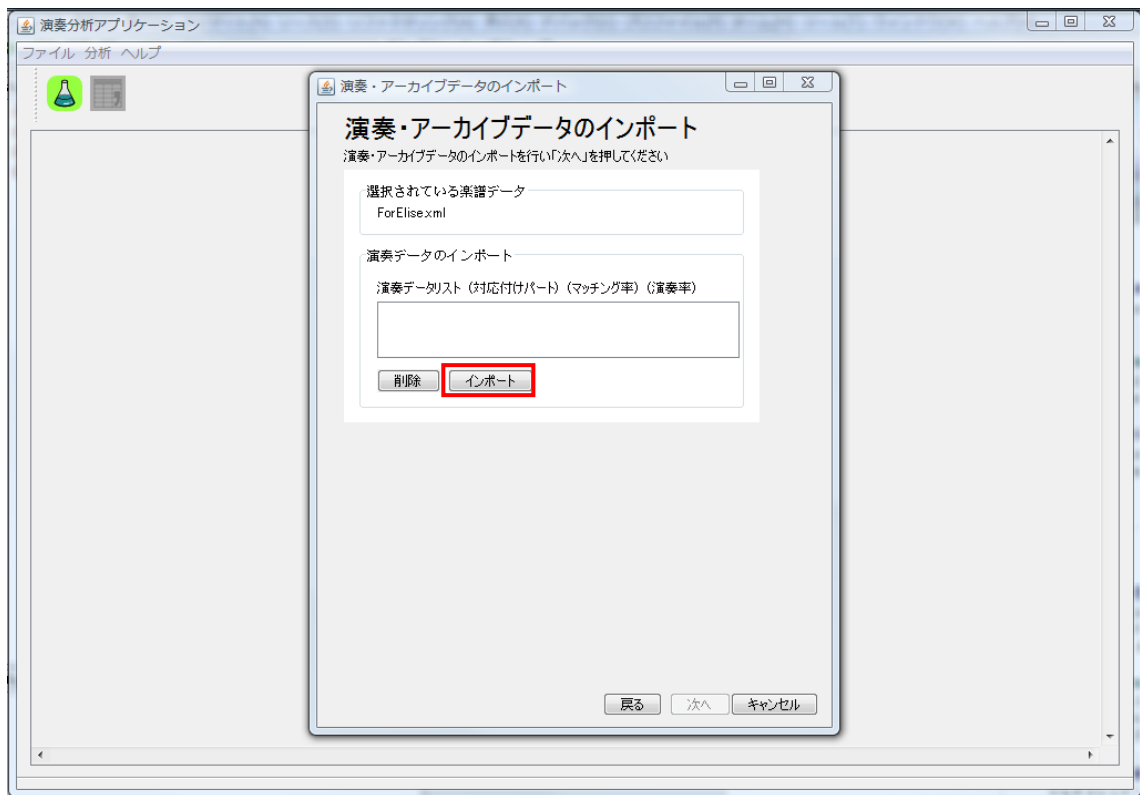 演奏分析アプリケーション
ファイル 分析 ヘルプ
演奏・アーカイブデータのインポート
演奏・アーカイブデータのインポート
演奏・アーカイブデータのインポートを行い「次へ」を押してください
選択されている楽譜データ
ForElise.xml
演奏データのインポート
演奏データリスト（対応付けパート）（マッチング率）（演奏率）
削除 インポート
戻る 次へ キャンセル